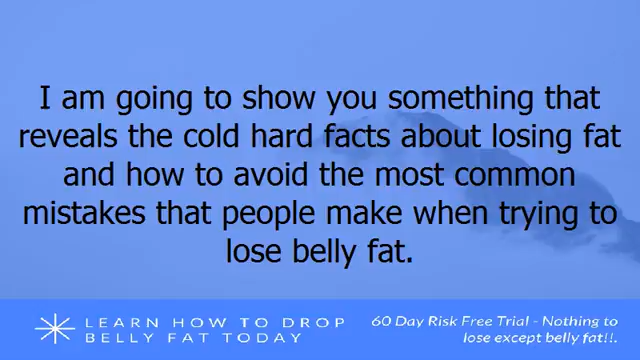 I am going to show you something that
reveals the cold hard facts about losing fat
and how to avoid the most common
mistakes that people make when trying to
lose belly fat.
LEARN HOW TO DROP
BELLY FAT TODAY
60 Day Risk Free Trial - Nothing to
lose except belly fat!!.